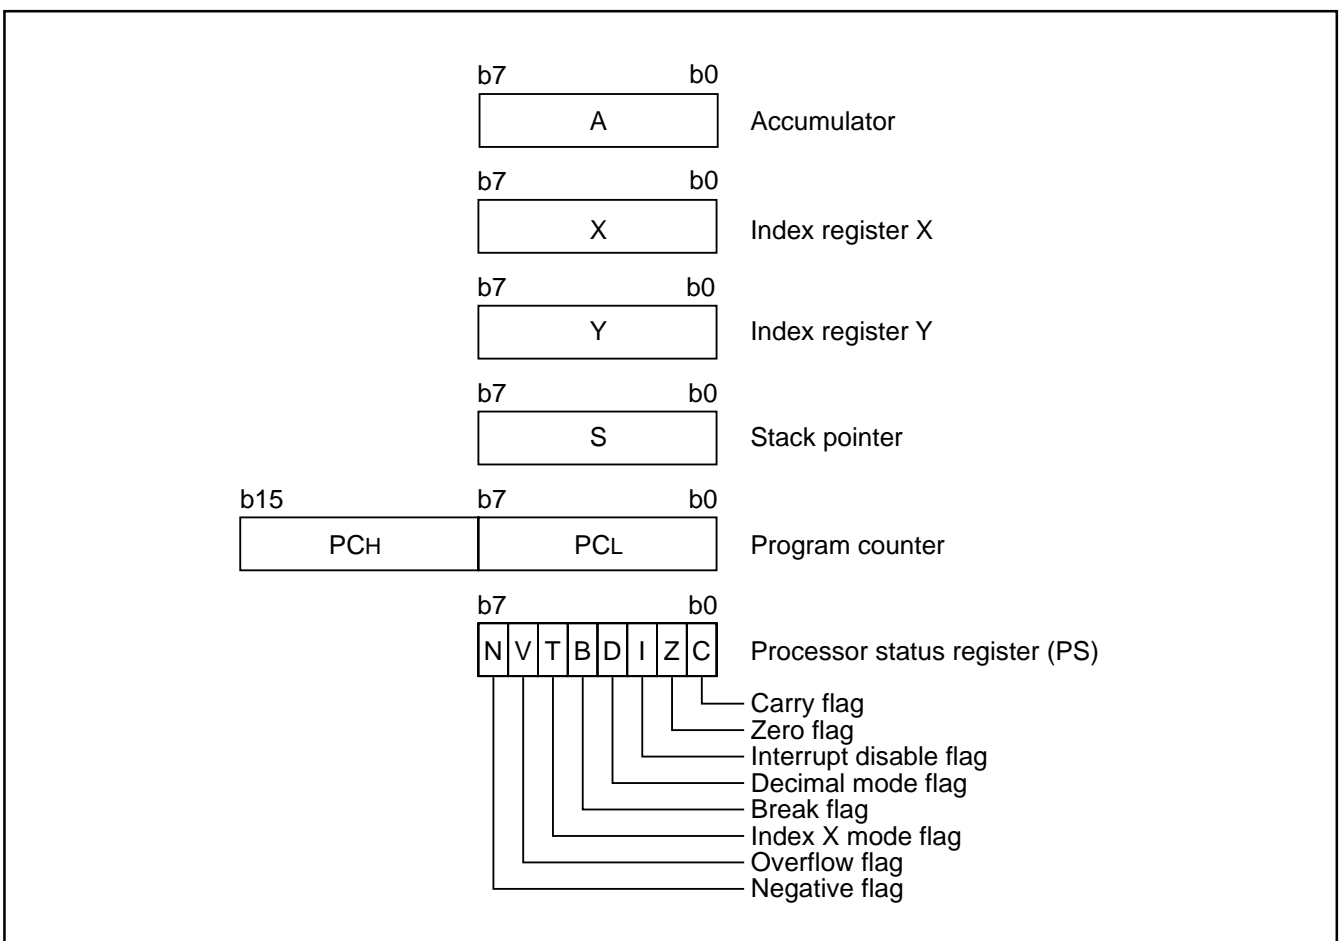 b7 b0
A Accumulator
b7 b0
X Index register X
b7 b0
Y Index register Y
b7 b0
S Stack pointer
b15 b7 b0
PCH PCL Program counter
b7 b0
N V T B D I Z C Processor status register (PS)
Carry flag
Zero flag
Interrupt disable flag
Decimal mode flag
Break flag
Index X mode flag
Overflow flag
Negative flag